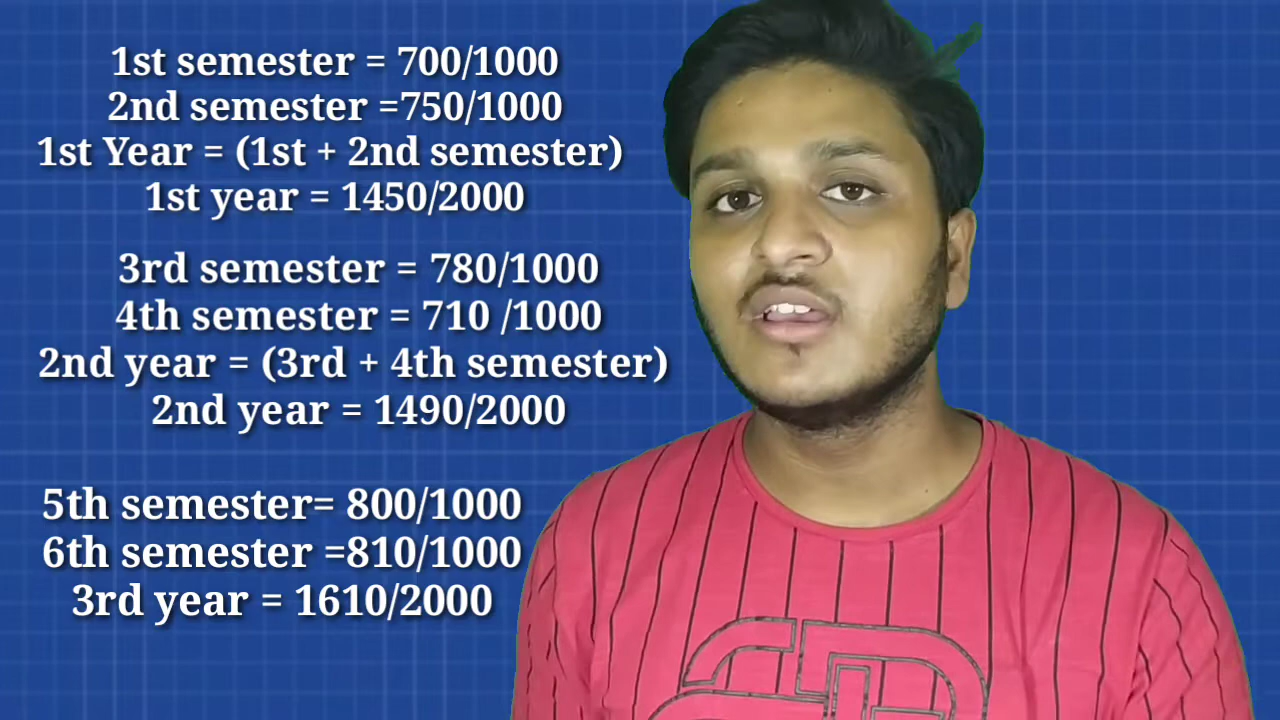 1st semester = 700/1000
2nd semester =750/1000
1st Year = (1st + 2nd semester)
1st year = 1450/2000
3rd semester = 780/1000
4th semester = 710 /1000
2nd year = (3rd + 4th semester)
2nd year = 1490/2000
5th semester= 800/1000
6th semester =810/1000
3rd year = 1610/2000